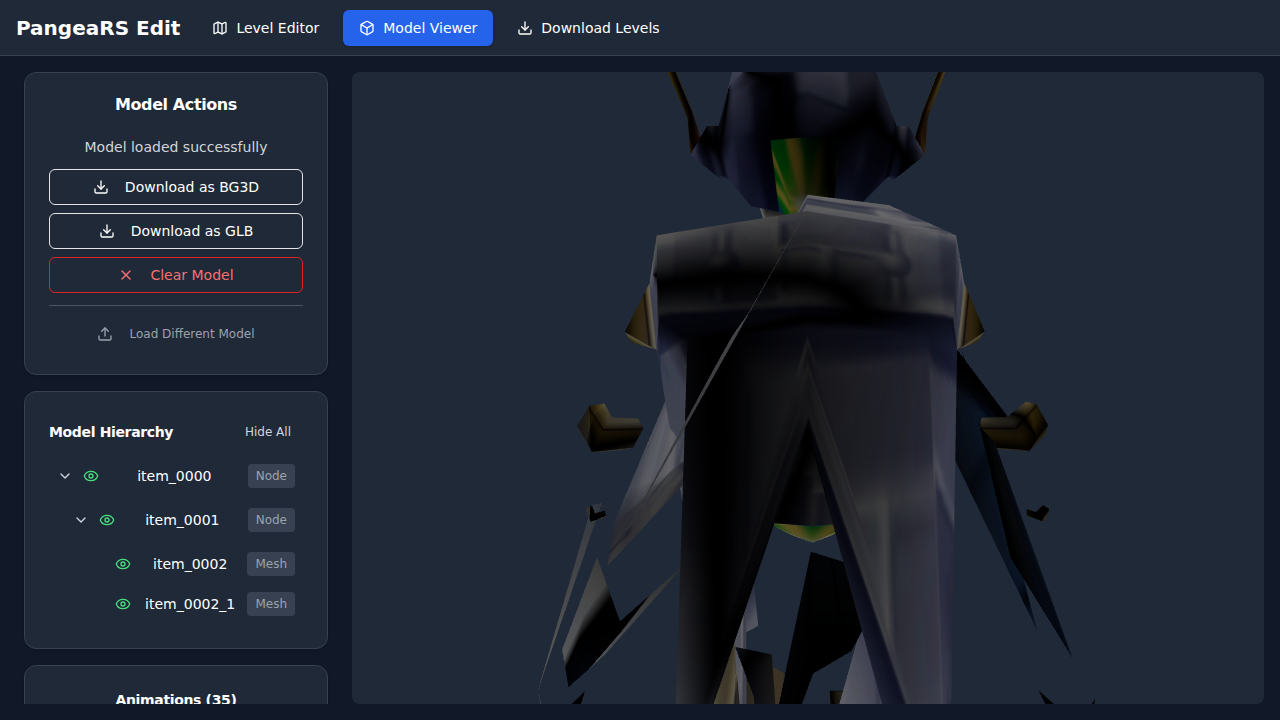 PangeaRS Edit
Level Editor
Model Viewer
Download Levels
Model Actions
Model loaded successfully
Download as BG3D
Download as GLB
Clear Model
Load Different Model
Model Hierarchy
Hide All
item_0000
Node
item_0001
Node
item_0002
Mesh
item_0002_1
Mesh
Animations (35)